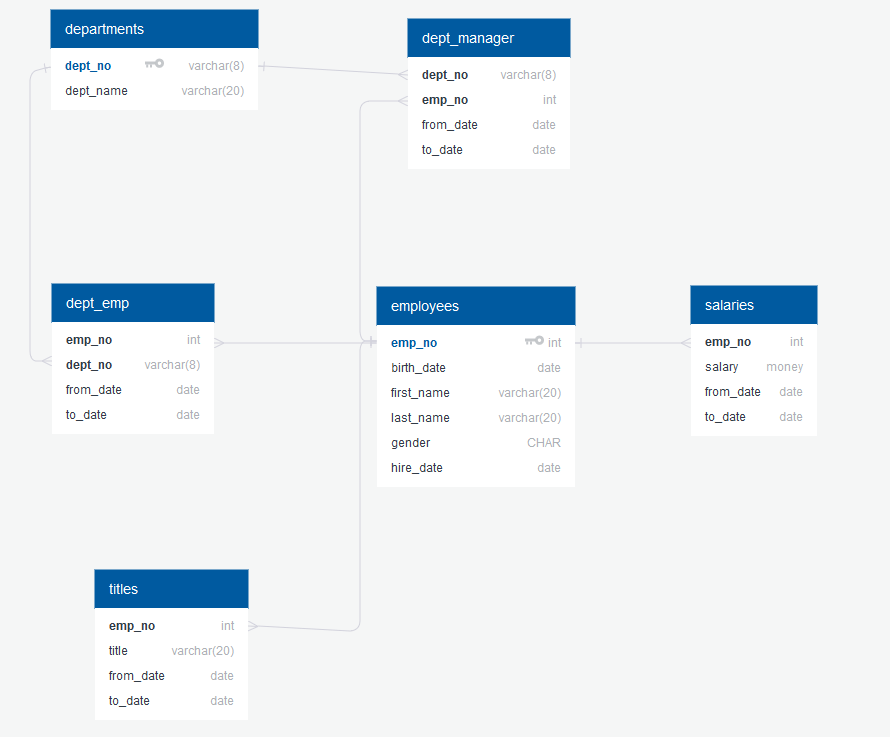 departments
dept_no varchar(8)
dept_name varchar(20)
dept_manager
dept_no varchar(8)
emp_no int
from_date date
to_date date
dept_emp
emp_no int
dept_no varchar(8)
from_date date
to_date date
employees
emp_no int
birth_date date
first_name varchar(20)
last_name varchar(20)
gender CHAR
hire_date date
salaries
emp_no int
salary money
from_date date
to_date date
titles
emp_no int
title varchar(20)
from_date date
to_date date